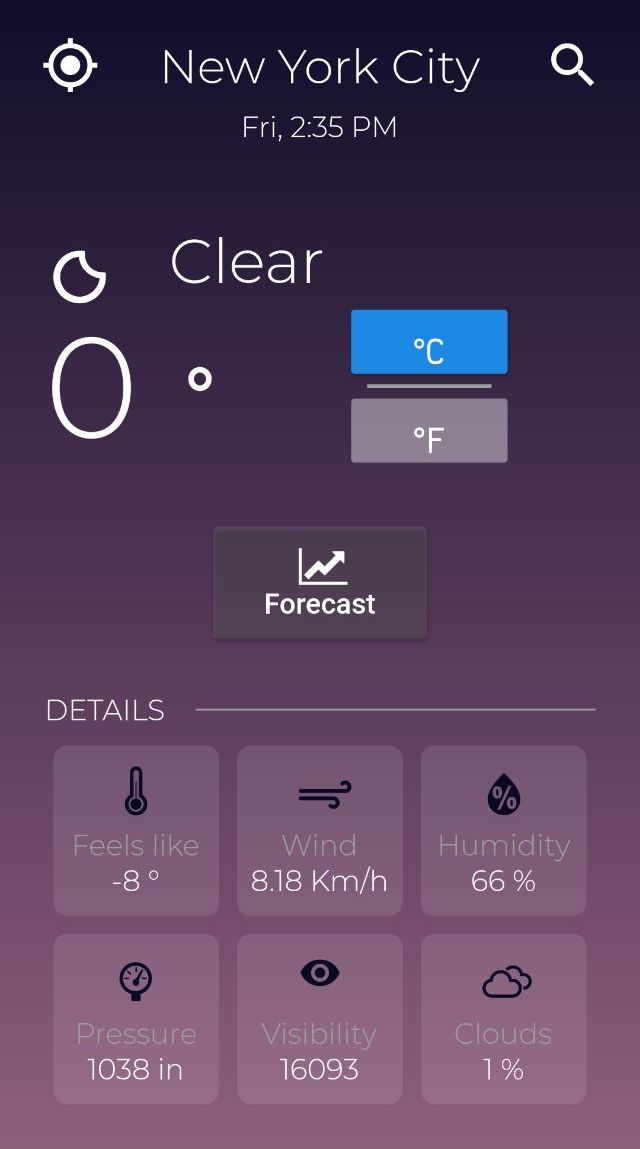 New York City
Fri, 2:35 PM
Clear
0 °
°C
°F
Forecast
DETAILS
Feels like
-8 °
Wind
8.18 Km/h
Humidity
66 %
Pressure
1038 in
Visibility
16093
Clouds
1 %